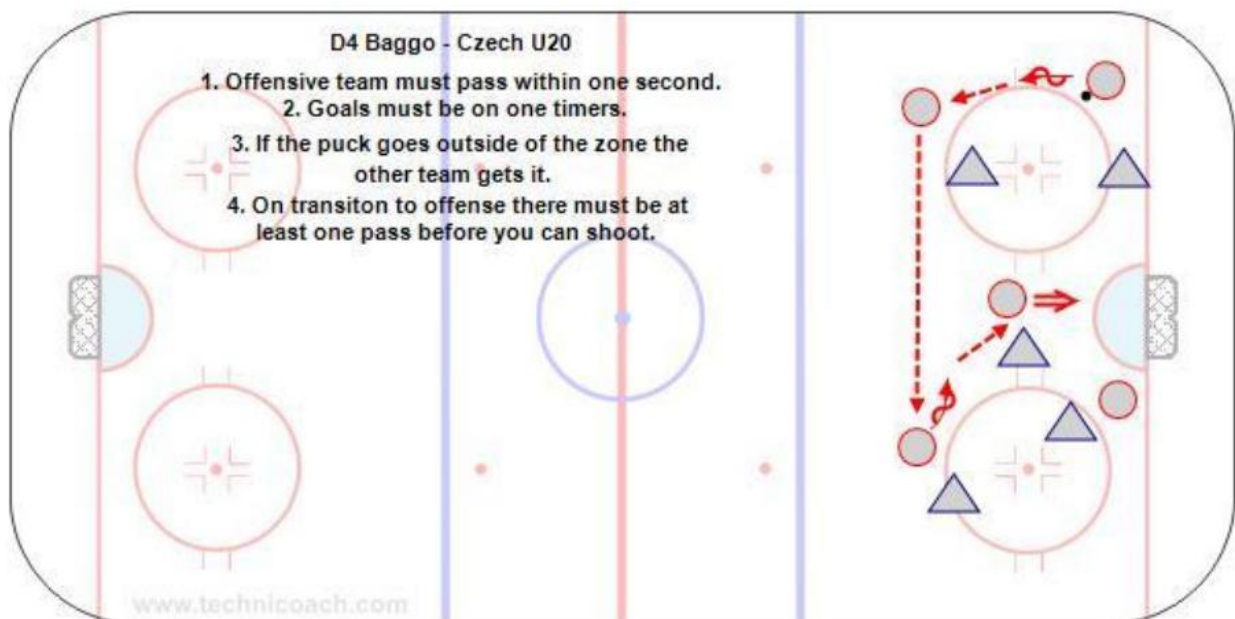 D4 Baggo - Czech U20
1. Offensive team must pass within one second.
2. Goals must be on one timers.
3. If the puck goes outside of the zone the
other team gets it.
4. On transiton to offense there must be at
least one pass before you can shoot.
www.technicoach.com